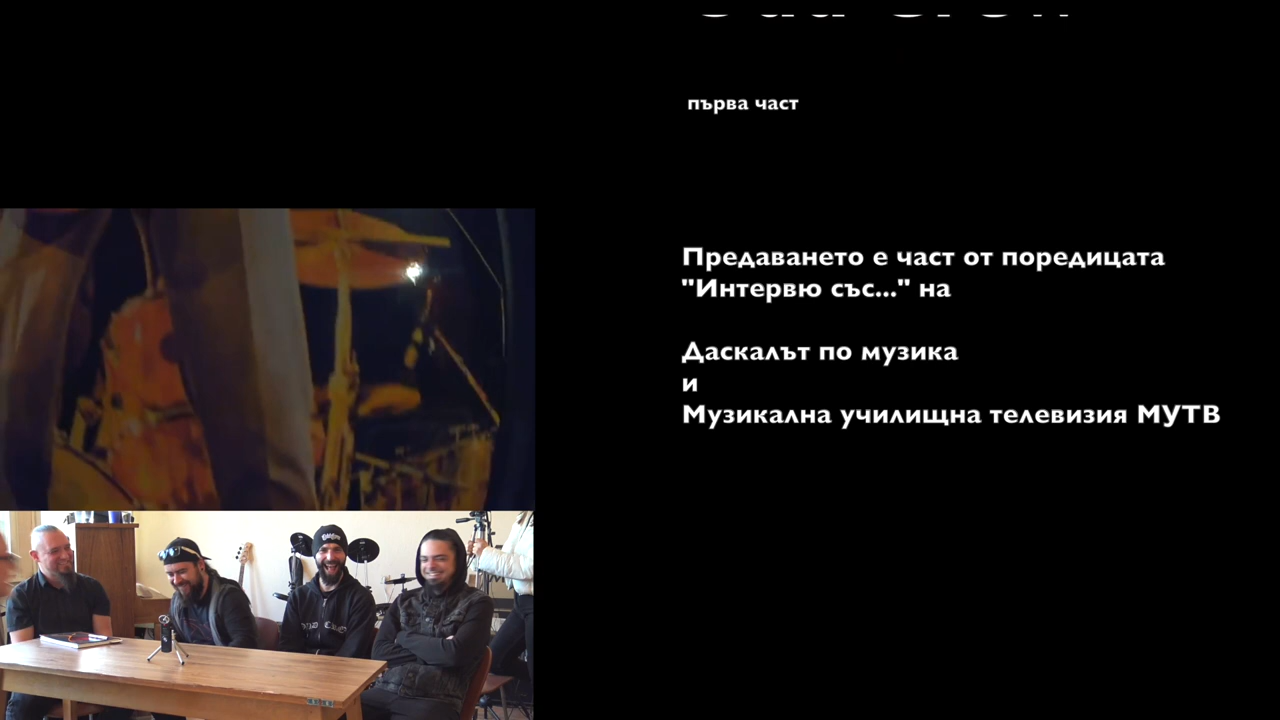 първа част
Предаването е част от поредицата
"Интервю със..." на
Даскалът по музика
и
Музикална училищна телевизия МУТВ